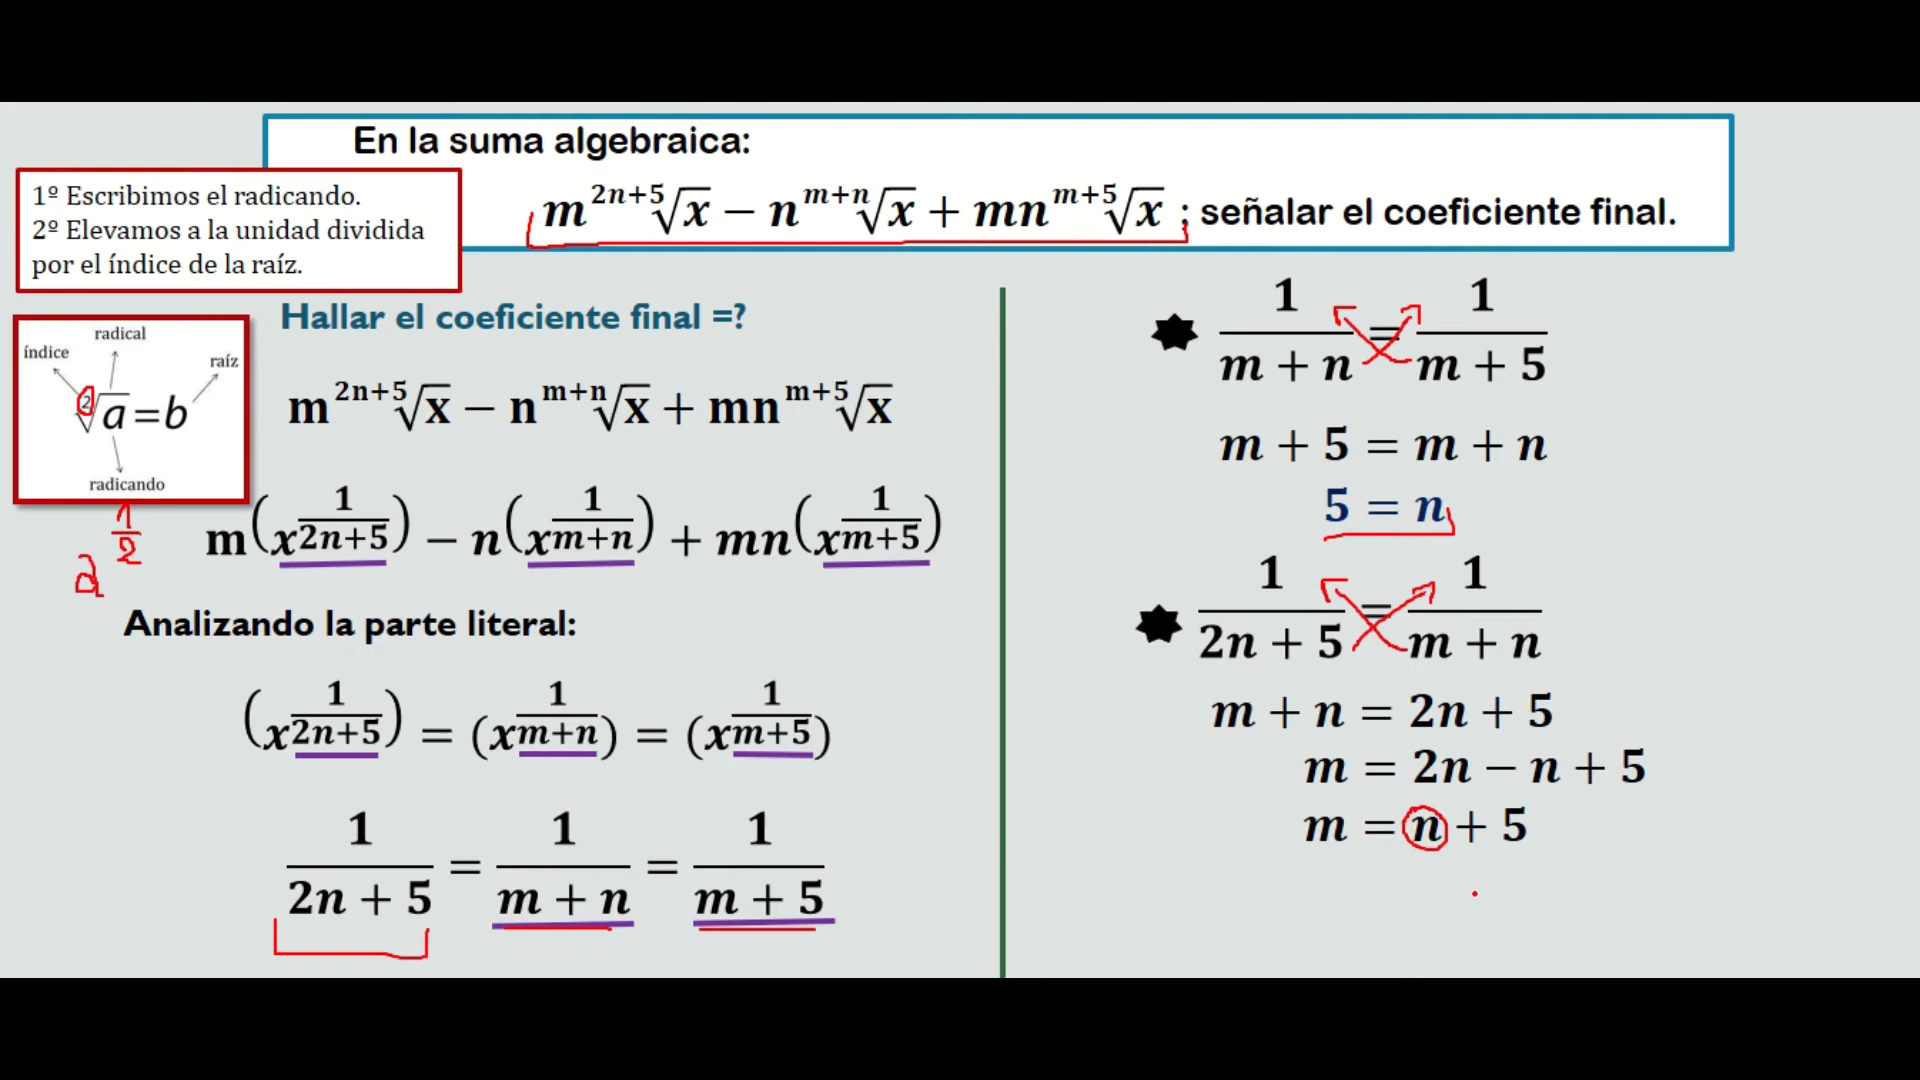 En la suma algebraica:
m ^{2n+5}√x − n ^{m+n}√x + mn ^{m+5}√x ; señalar el coeficiente final.
1º Escribimos el radicando.
2º Elevamos a la unidad dividida
por el índice de la raíz.
radical
índice
raíz
²√a = b
radicando
a^{1/2}
Hallar el coeficiente final =?
m ^{2n+5}√x − n ^{m+n}√x + mn ^{m+5}√x
m(x^{1/(2n+5)}) − n(x^{1/(m+n)}) + mn(x^{1/(m+5)})
Analizando la parte literal:
(x^{1/(2n+5)}) = (x^{1/(m+n)}) = (x^{1/(m+5)})
1/(2n + 5) = 1/(m + n) = 1/(m + 5)
1/(m + n) = 1/(m + 5)
m + 5 = m + n
5 = n
1/(2n + 5) = 1/(m + n)
m + n = 2n + 5
m = 2n − n + 5
m = n + 5